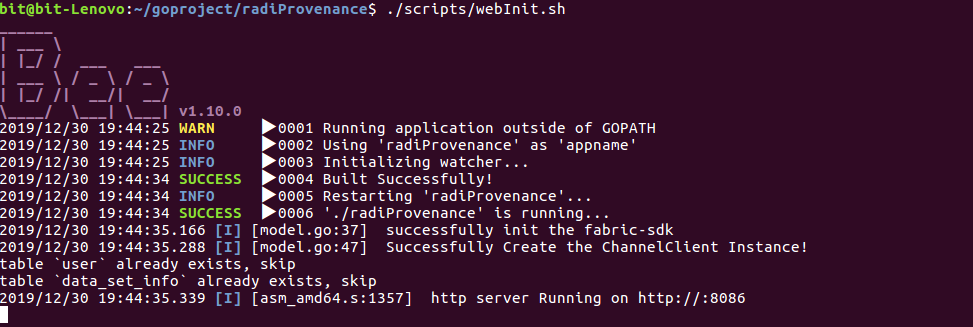 bit@bit-Lenovo:~/goproject/radiProvenance$ ./scripts/webInit.sh
______
| ___ \
| |_/ /  ___   ___
| ___ \ / _ \ / _ \
| |_/ /|  __/|  __/
\____/  \___| \___| v1.10.0
2019/12/30 19:44:25 WARN     ▶ 0001 Running application outside of GOPATH
2019/12/30 19:44:25 INFO     ▶ 0002 Using 'radiProvenance' as 'appname'
2019/12/30 19:44:25 INFO     ▶ 0003 Initializing watcher...
2019/12/30 19:44:34 SUCCESS  ▶ 0004 Built Successfully!
2019/12/30 19:44:34 INFO     ▶ 0005 Restarting 'radiProvenance'...
2019/12/30 19:44:34 SUCCESS  ▶ 0006 './radiProvenance' is running...
2019/12/30 19:44:35.166 [I] [model.go:37]  successfully init the fabric-sdk
2019/12/30 19:44:35.288 [I] [model.go:47]  Successfully Create the ChannelClient Instance!
table `user` already exists, skip
table `data_set_info` already exists, skip
2019/12/30 19:44:35.339 [I] [asm_amd64.s:1357]  http server Running on http://:8086